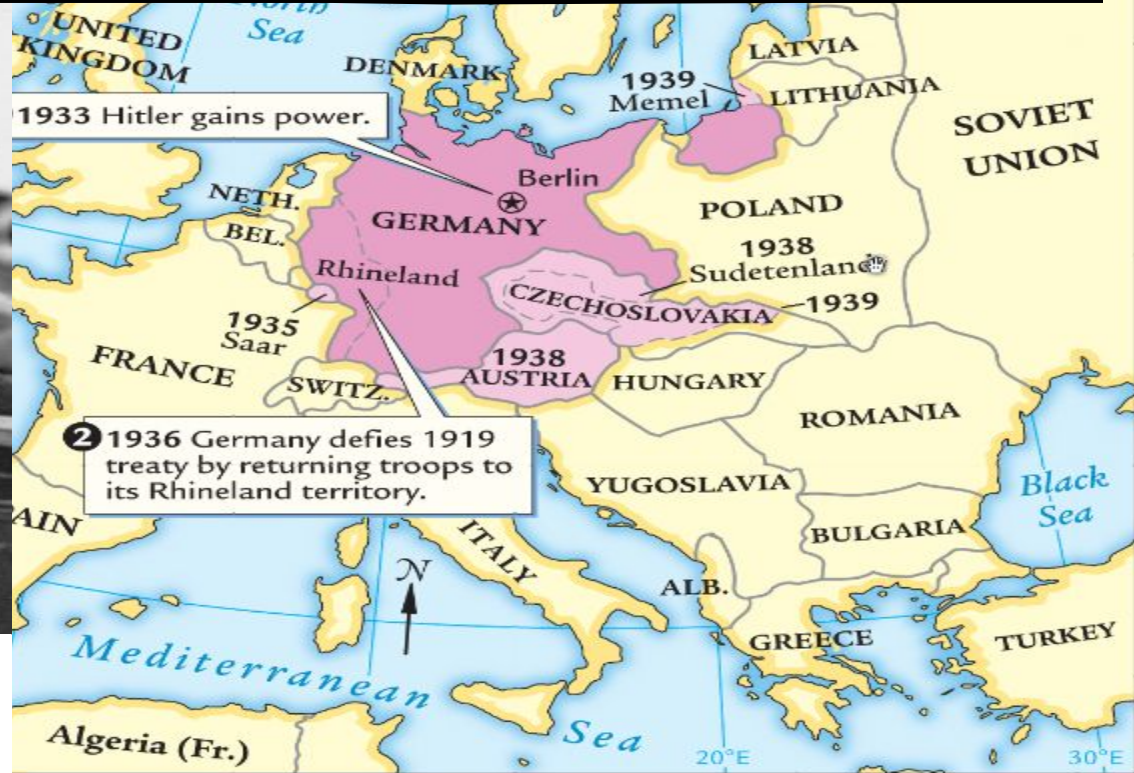 North
Sea
UNITED
KINGDOM
DENMARK
LATVIA
1939
Memel
LITHUANIA
1933 Hitler gains power.
SOVIET
UNION
Berlin
NETH.
GERMANY
POLAND
BEL.
1938
Sudetenland
Rhineland
CZECHOSLOVAKIA
1939
1935
Saar
FRANCE
1938
AUSTRIA
SWITZ.
HUNGARY
ROMANIA
2 1936 Germany defies 1919
treaty by returning troops to
its Rhineland territory.
YUGOSLAVIA
Black
Sea
AIN
ITALY
BULGARIA
N
ALB.
GREECE
TURKEY
Mediterranean
Sea
Algeria (Fr.)
20°E
30°E